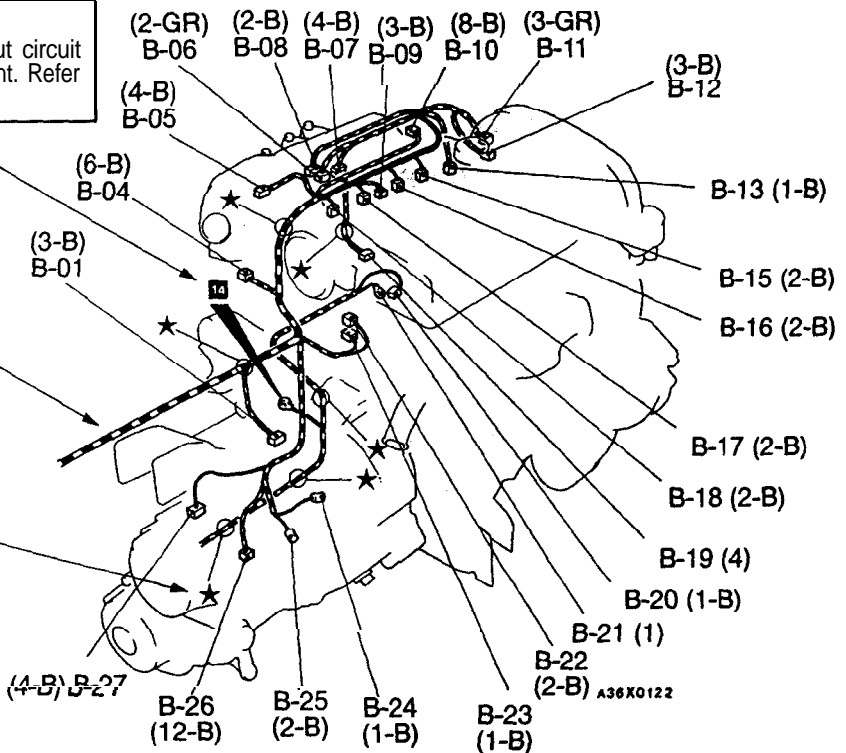 ut circuit
nt. Refer
(2-GR)
B-06
(2-B)
B-08
(4-B)
B-07
(3-B)
B-09
(8-B)
B-10
(3-GR)
B-11
(3-B)
B-12
(4-B)
B-05
(6-B)
B-04
(3-B)
B-01
14
B-13 (1-B)
B-15 (2-B)
B-16 (2-B)
B-17 (2-B)
B-18 (2-B)
B-19 (4)
B-20 (1-B)
B-21 (1)
B-22
(2-B)
A36X0122
(4-B) B-27
B-26
(12-B)
B-25
(2-B)
B-24
(1-B)
B-23
(1-B)